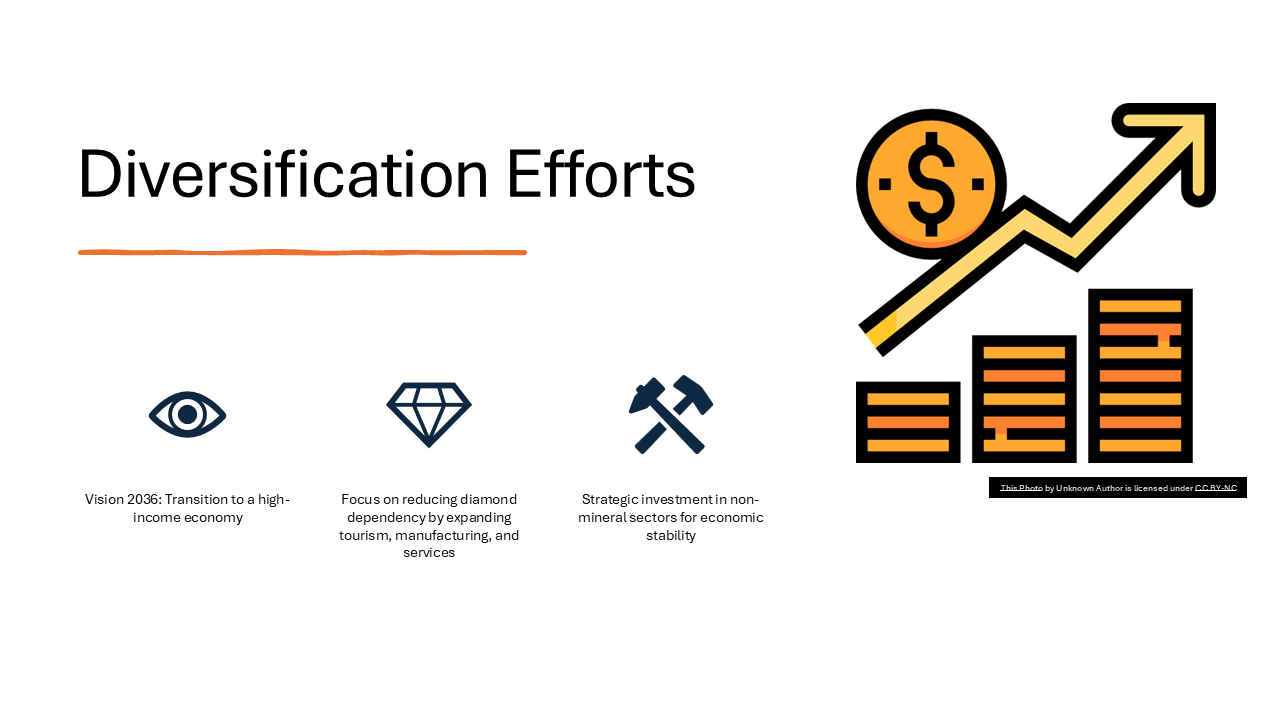 Diversification Efforts
$
Vision 2036: Transition to a high-
income economy
Focus on reducing diamond
dependency by expanding
tourism, manufacturing, and
services
Strategic investment in non-
mineral sectors for economic
stability
This Photo by Unknown Author is licensed under CC BY-NC